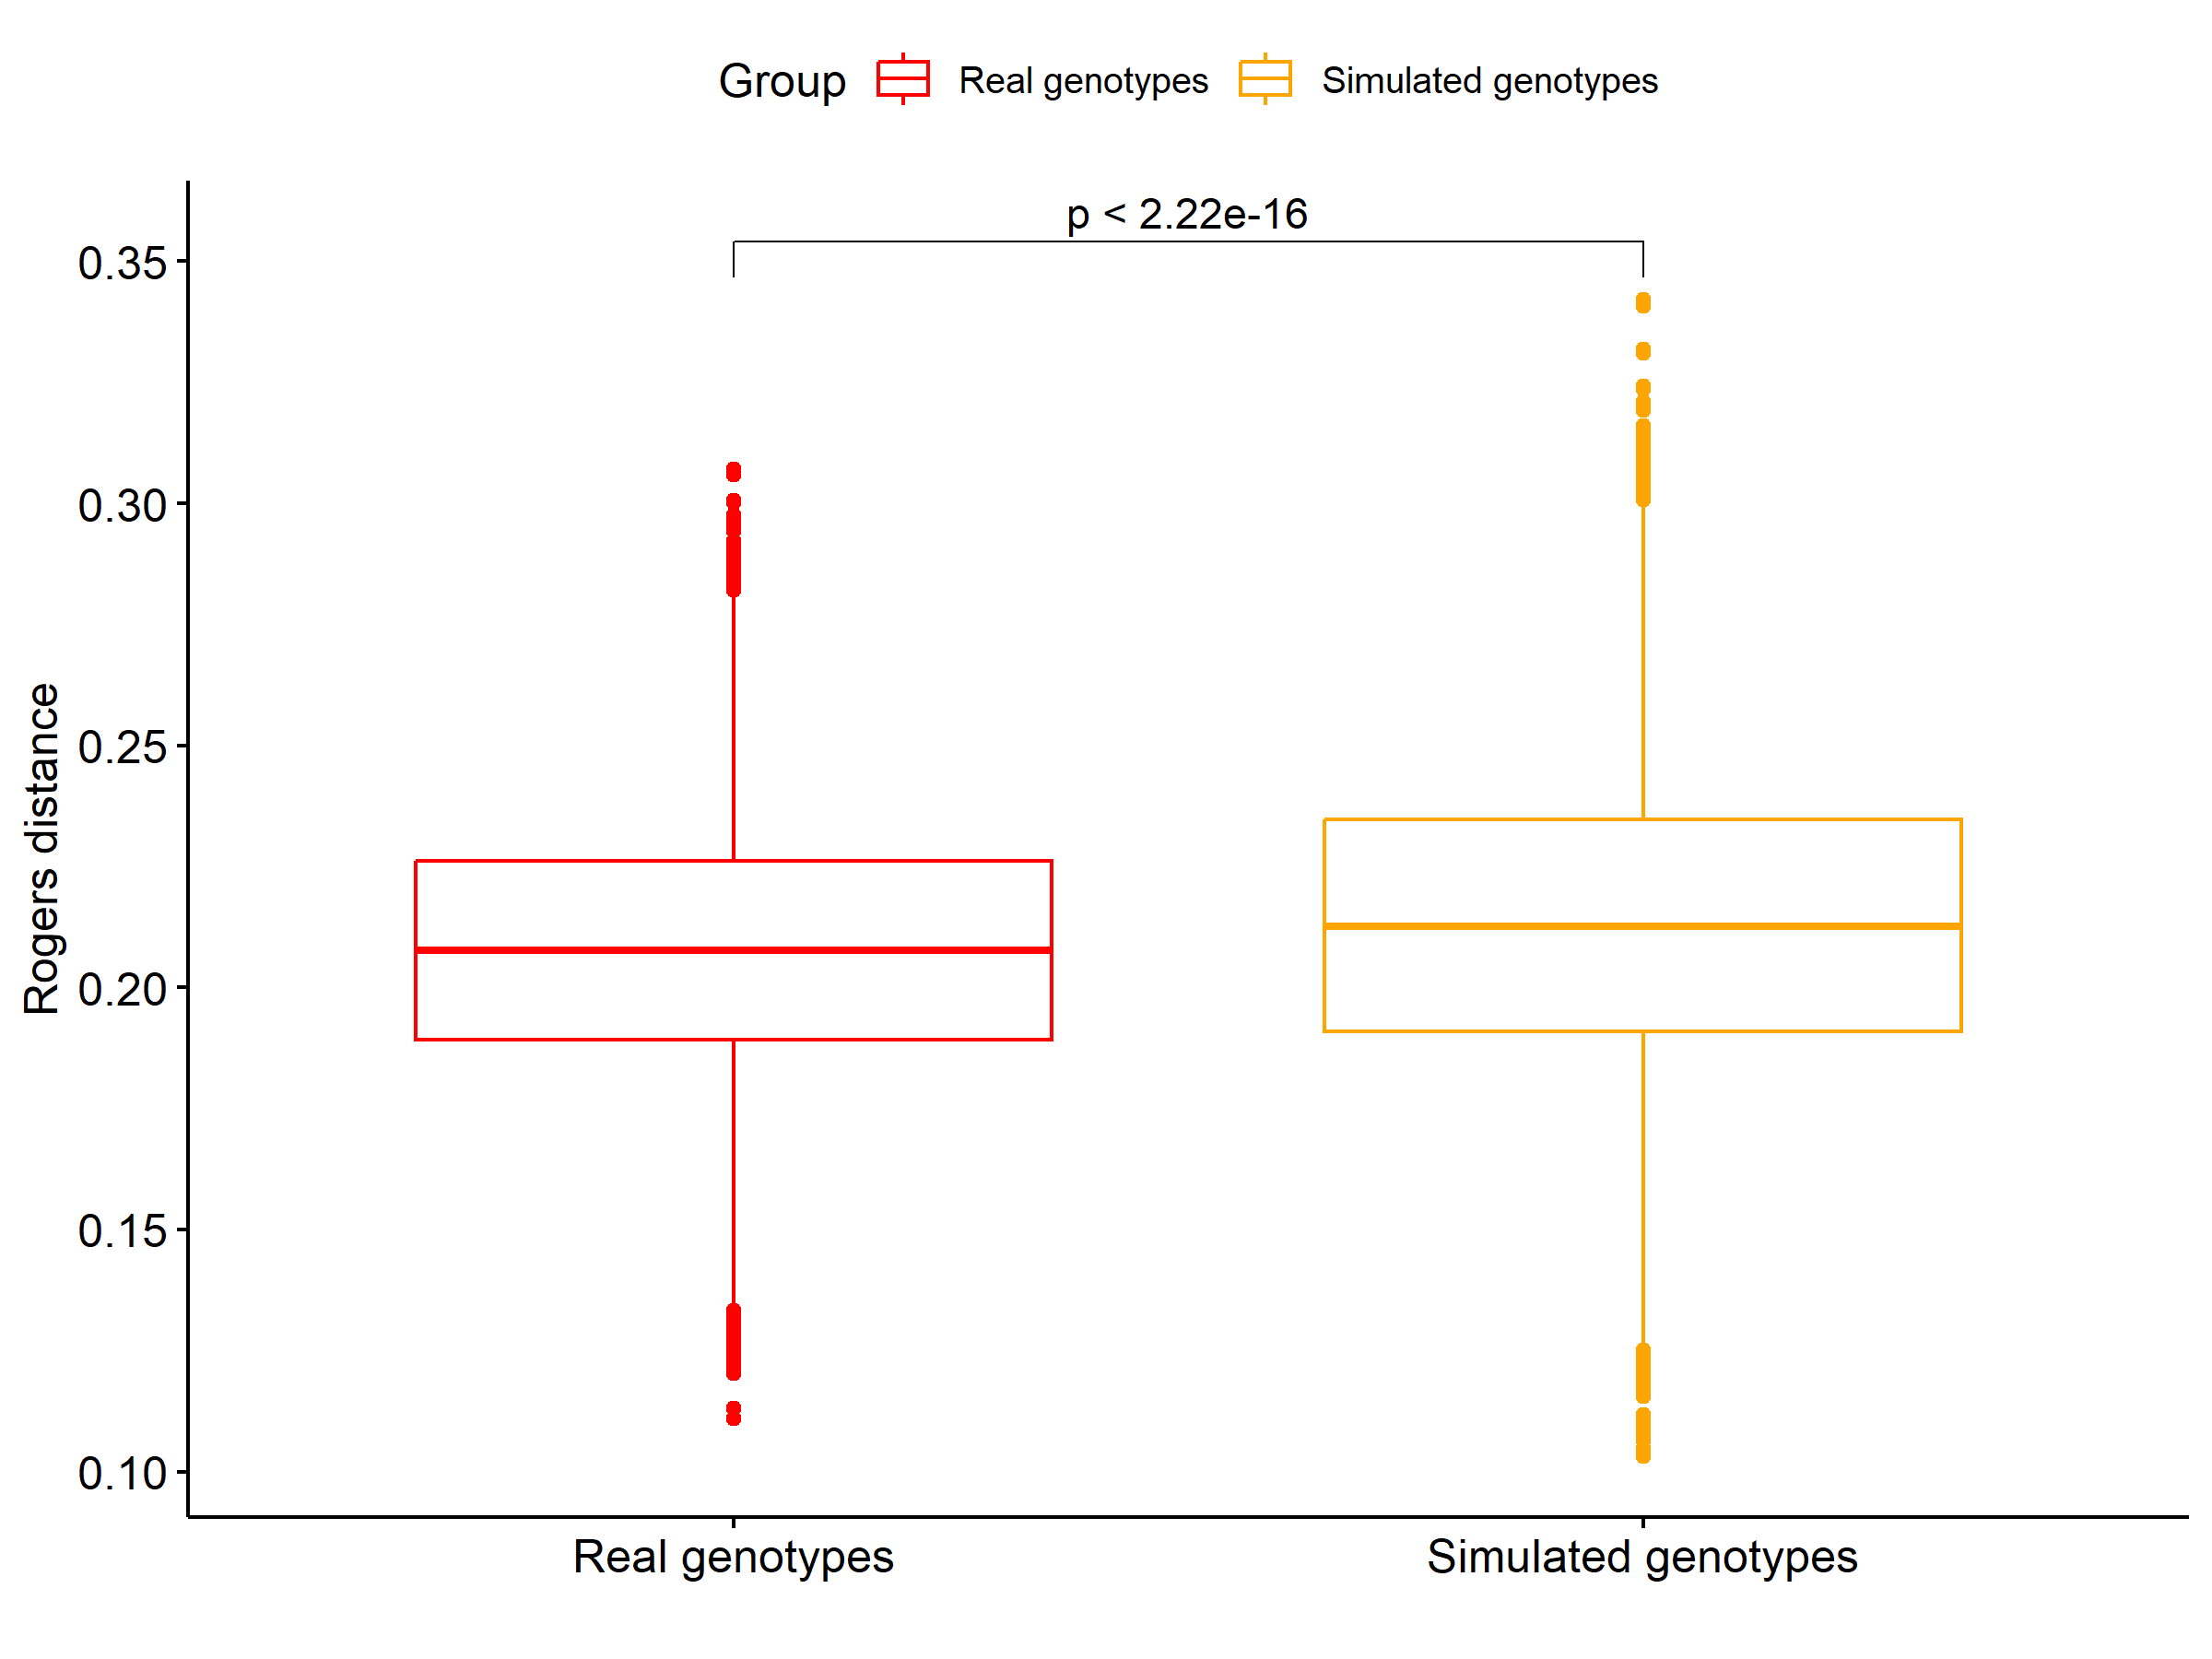 Group Real genotypes Simulated genotypes
p < 2.22e-16
0.35
0.30
0.25
0.20
0.15
0.10
Rogers distance
Real genotypes Simulated genotypes